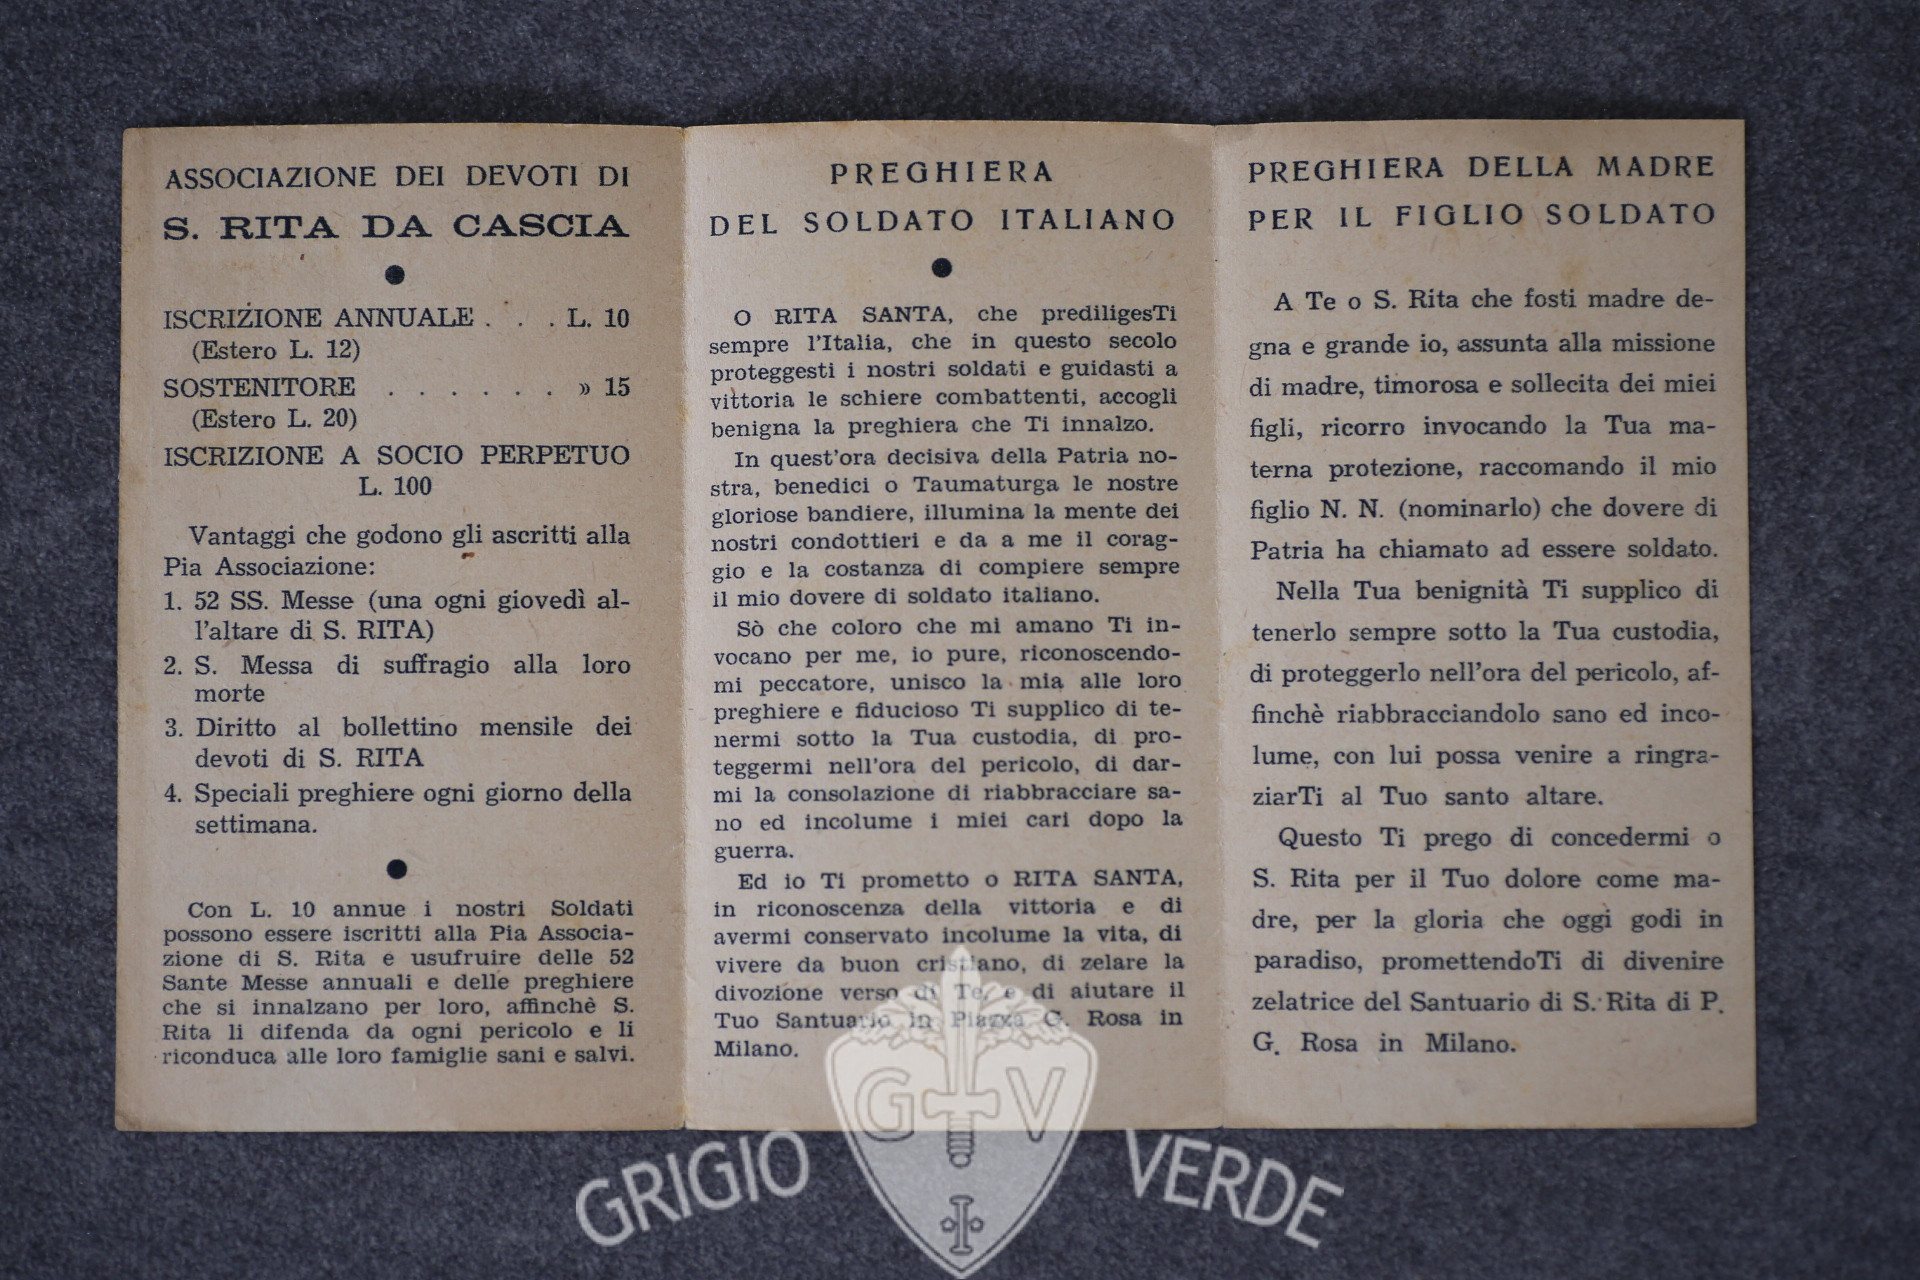 ASSOCIAZIONE DEI DEVOTI DI
S. RITA DA CASCIA
ISCRIZIONE ANNUALE . . . L. 10
(Estero L. 12)
SOSTENITORE . . . . . . . » 15
(Estero L. 20)
ISCRIZIONE A SOCIO PERPETUO
L. 100
Vantaggi che godono gli ascritti alla
Pia Associazione:
1. 52 SS. Messe (una ogni giovedì al-
l'altare di S. RITA)
2. S. Messa di suffragio alla loro
morte
3. Diritto al bollettino mensile dei
devoti di S. RITA
4. Speciali preghiere ogni giorno della
settimana.
Con L. 10 annue i nostri Soldati
possono essere iscritti alla Pia Associa-
zione di S. Rita e usufruire delle 52
Sante Messe annuali e delle preghiere
che si innalzano per loro, affinchè S.
Rita li difenda da ogni pericolo e li
riconduca alle loro famiglie sani e salvi.
PREGHIERA
DEL SOLDATO ITALIANO
O RITA SANTA, che prediligesTi
sempre l'Italia, che in questo secolo
proteggesti i nostri soldati e guidasti a
vittoria le schiere combattenti, accogli
benigna la preghiera che Ti innalzo.
In quest'ora decisiva della Patria no-
stra, benedici o Taumaturga le nostre
gloriose bandiere, illumina la mente dei
nostri condottieri e da a me il corag-
gio e la costanza di compiere sempre
il mio dovere di soldato italiano.
Sò che coloro che mi amano Ti in-
vocano per me, io pure, riconoscendo-
mi peccatore, unisco la mia alle loro
preghiere e fiducioso Ti supplico di te-
nermi sotto la Tua custodia, di pro-
teggermi nell'ora del pericolo, di dar-
mi la consolazione di riabbracciare sa-
no ed incolume i miei cari dopo la
guerra.
Ed io Ti prometto o RITA SANTA,
in riconoscenza della vittoria e di
avermi conservato incolume la vita, di
vivere da buon cristiano, di zelare la
divozione verso di Te, e di aiutare il
Tuo Santuario in Piazza G. Rosa in
Milano.
PREGHIERA DELLA MADRE
PER IL FIGLIO SOLDATO
A Te o S. Rita che fosti madre de-
gna e grande io, assunta alla missione
di madre, timorosa e sollecita dei miei
figli, ricorro invocando la Tua ma-
terna protezione, raccomando il mio
figlio N. N. (nominarlo) che dovere di
Patria ha chiamato ad essere soldato.
Nella Tua benignità Ti supplico di
tenerlo sempre sotto la Tua custodia,
di proteggerlo nell'ora del pericolo, af-
finchè riabbracciandolo sano ed inco-
lume, con lui possa venire a ringra-
ziarTi al Tuo santo altare.
Questo Ti prego di concedermi o
S. Rita per il Tuo dolore come ma-
dre, per la gloria che oggi godi in
paradiso, promettendoTi di divenire
zelatrice del Santuario di S. Rita di P.
G. Rosa in Milano.
G V
GRIGIO VERDE